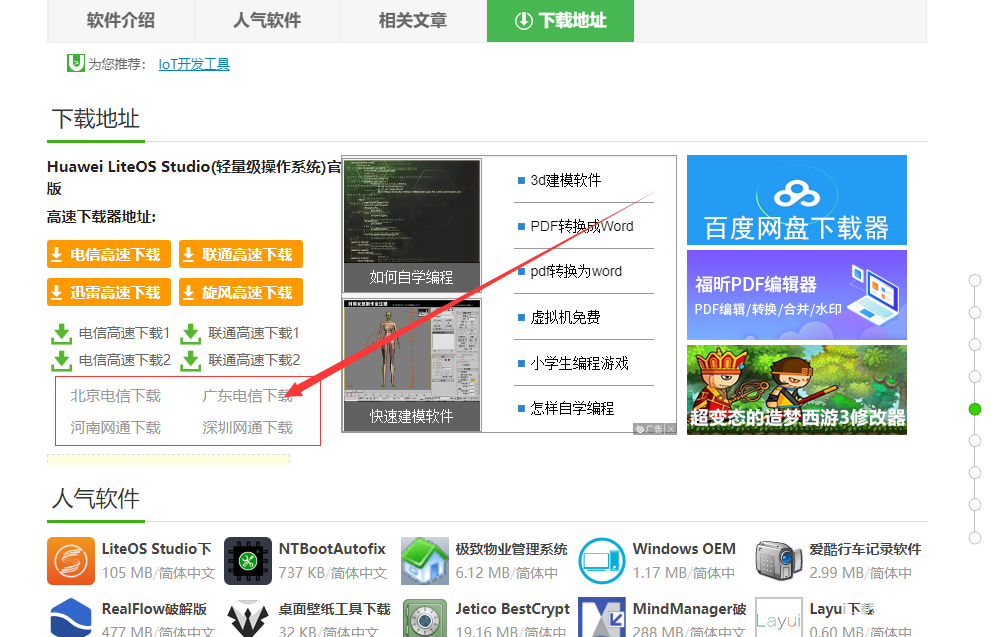 软件介绍
人气软件
相关文章
下载地址
为您推荐： IoT开发工具
下载地址
Huawei LiteOS Studio(轻量级操作系统)官
版
高速下载器地址:
电信高速下载
联通高速下载
迅雷高速下载
旋风高速下载
电信高速下载1
联通高速下载1
电信高速下载2
联通高速下载2
北京电信下载
广东电信下载
河南网通下载
深圳网通下载
如何自学编程
快速建模软件
3d建模软件
PDF转换成Word
pdf转换为word
虚拟机免费
小学生编程游戏
怎样自学编程
广告
百度网盘下载器
福昕PDF编辑器
PDF编辑/转换/合并/水印
超变态的造梦西游3修改器
人气软件
LiteOS Studio下
105 MB/简体中文
NTBootAutofix
737 KB/简体中文
极致物业管理系统
6.12 MB/简体中
Windows OEM
1.17 MB/简体中
爱酷行车记录软件
2.99 MB/简体中
RealFlow破解版
477 MB/简体中文
桌面壁纸工具下载
32 KB/简体中文
Jetico BestCrypt
19.16 MB/简体中
MindManager破
288 MB/简体中文
Layui
Layui下载
0.60 MB/简体中